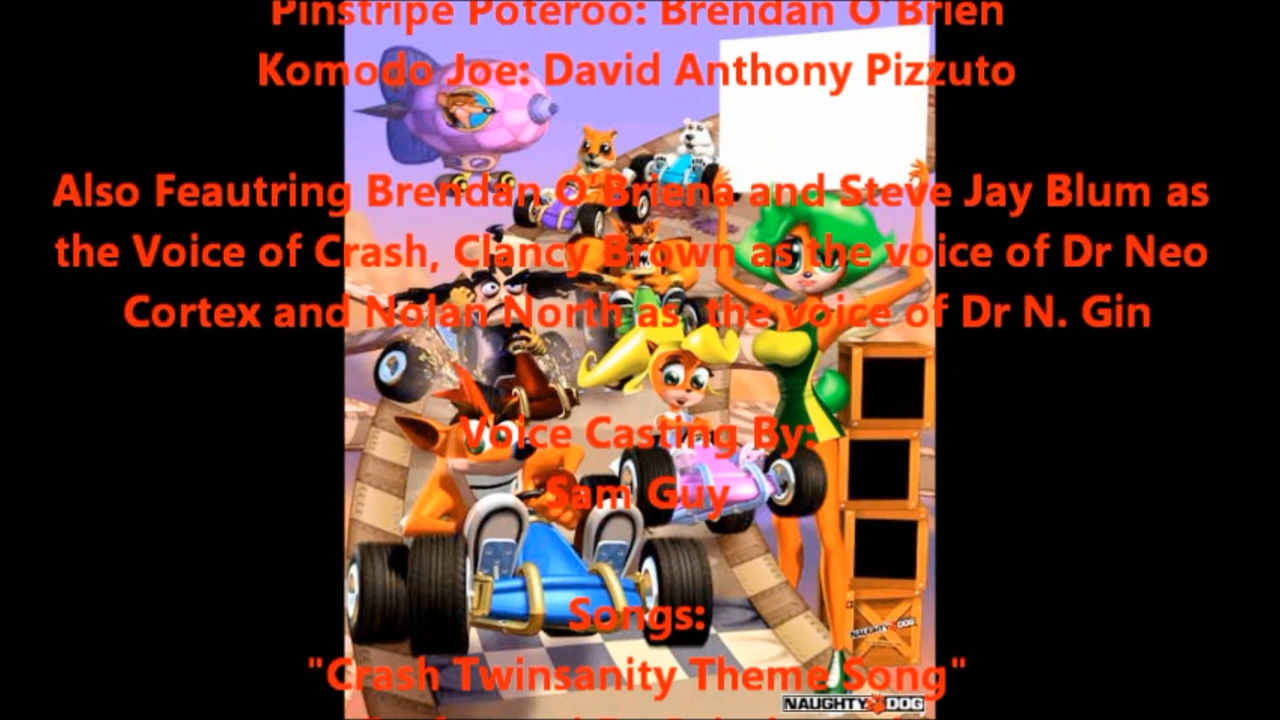 Pinstripe Poteroo: Brendan O'Brien
Komodo Joe: David Anthony Pizzuto
Also Feautring Brendan O'Briena and Steve Jay Blum as
the Voice of Crash, Clancy Brown as the voice of Dr Neo
Cortex and Nolan North as  the voice of Dr N. Gin
Voice Casting By:
Sam Guy
Songs:
NAUGHTY DOG
"Crash Twinsanity Theme Song"
NAUGHTY DOG